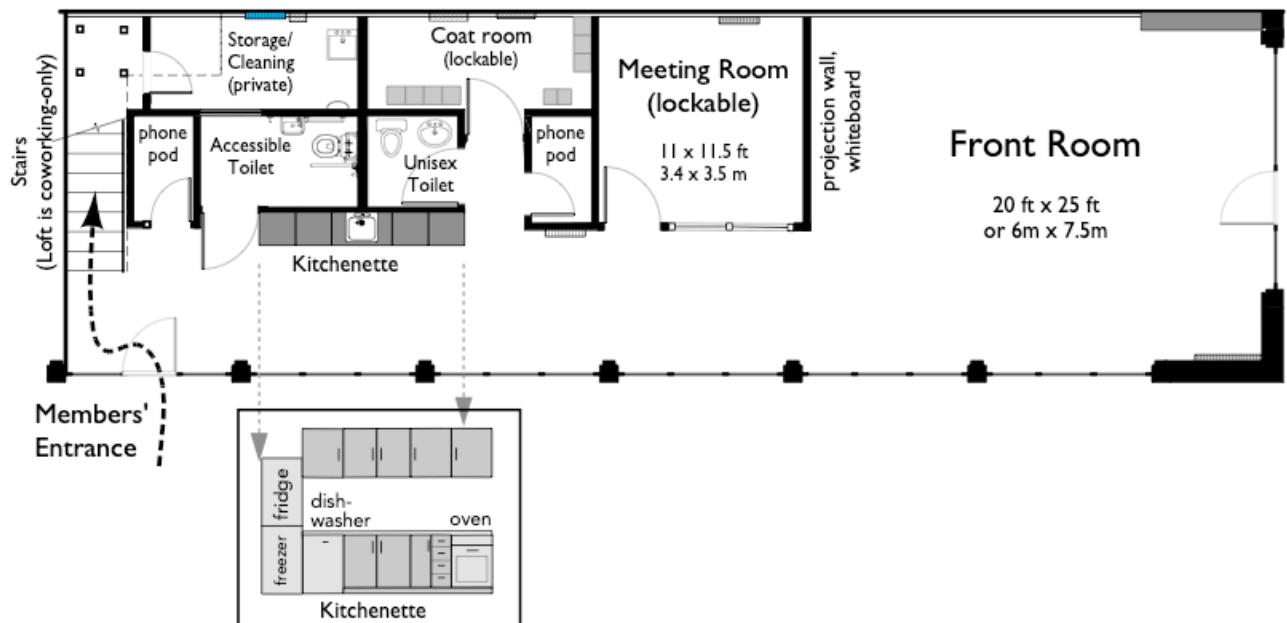 Storage/
Cleaning
(private)
Coat room
(lockable)
Meeting Room
(lockable)
11 x 11.5 ft
3.4 x 3.5 m
projection wall,
whiteboard
Front Room
20 ft x 25 ft
or 6m x 7.5m
Stairs
(Loft is coworking-only)
phone
pod
Accessible
Toilet
Unisex
Toilet
phone
pod
Kitchenette
Members'
Entrance
fridge
freezer
dish-
washer
oven
Kitchenette